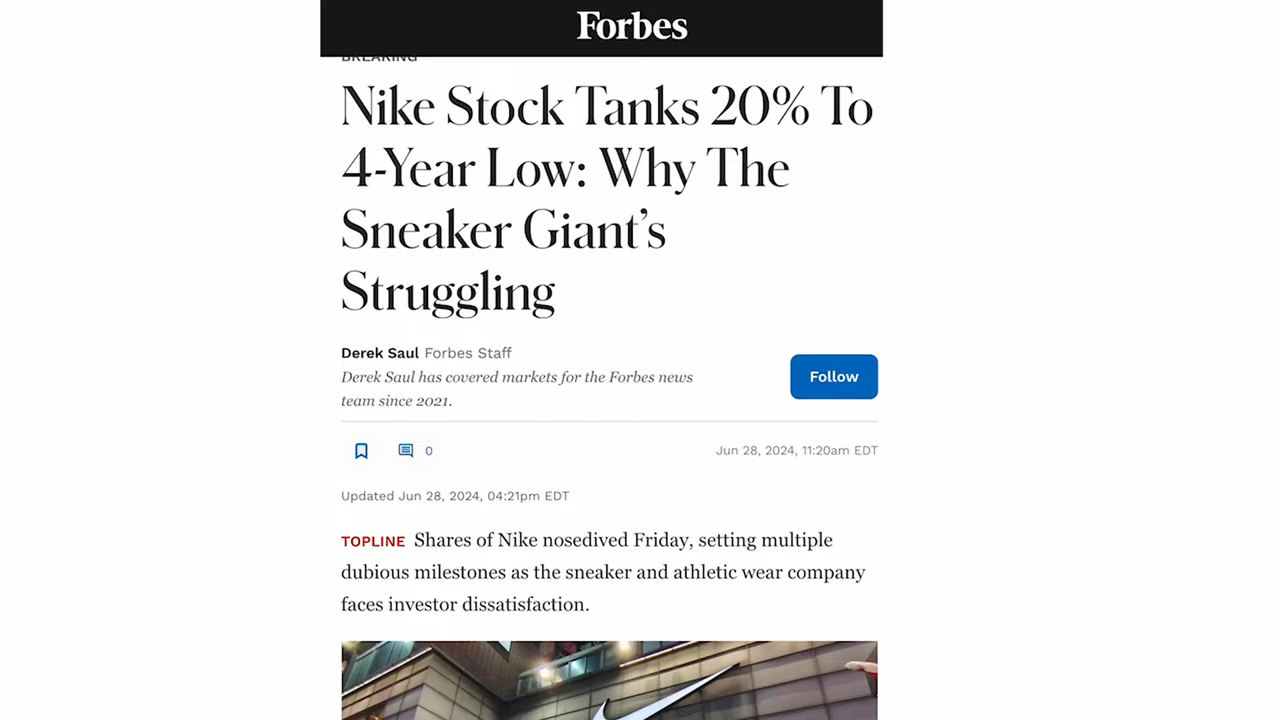 Forbes
BREAKING
Nike Stock Tanks 20% To
4-Year Low: Why The
Sneaker Giant’s
Struggling
Derek Saul Forbes Staff
Derek Saul has covered markets for the Forbes news
team since 2021.
Follow
0
Jun 28, 2024, 11:20am EDT
Updated Jun 28, 2024, 04:21pm EDT
TOPLINE Shares of Nike nosedived Friday, setting multiple
dubious milestones as the sneaker and athletic wear company
faces investor dissatisfaction.